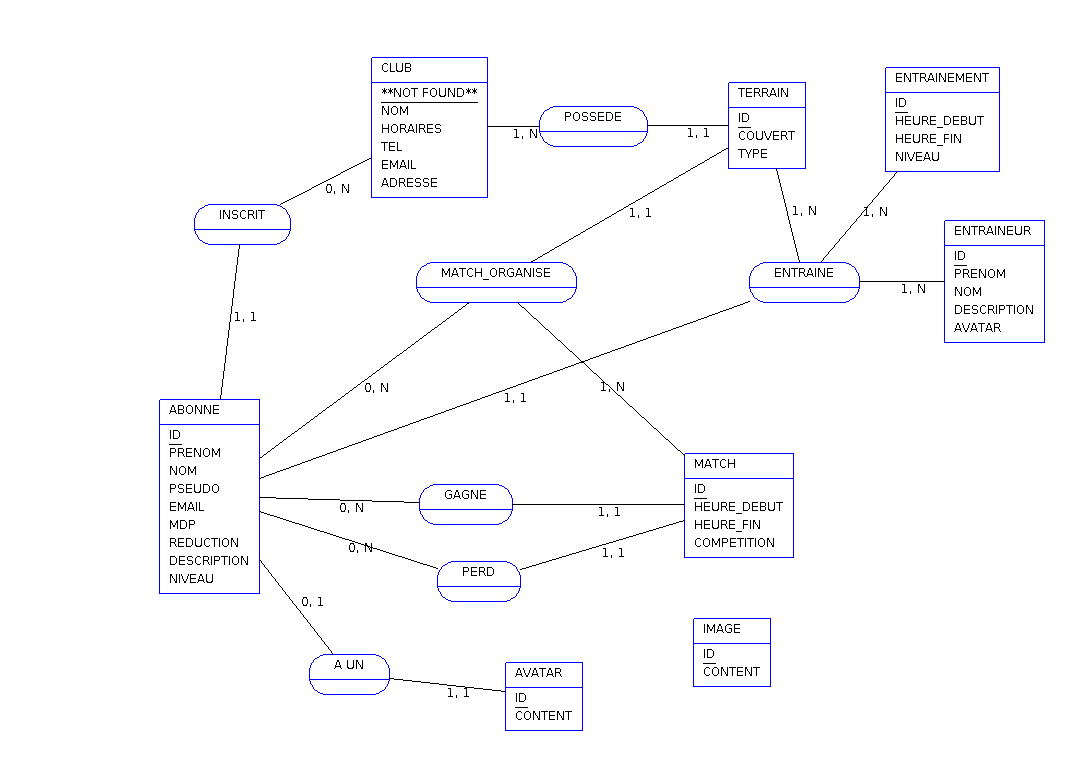 CLUB
**NOT FOUND**
NOM
HORAIRES
TEL
EMAIL
ADRESSE
1, N
POSSEDE
1, 1
TERRAIN
ID
COUVERT
TYPE
ENTRAINEMENT
ID
HEURE_DEBUT
HEURE_FIN
NIVEAU
0, N
INSCRIT
1, 1
1, 1
1, N
1, N
MATCH_ORGANISE
ENTRAINE
1, N
ENTRAINEUR
ID
PRENOM
NOM
DESCRIPTION
AVATAR
0, N
1, N
1, 1
ABONNE
ID
PRENOM
NOM
PSEUDO
EMAIL
MDP
REDUCTION
DESCRIPTION
NIVEAU
0, N
GAGNE
1, 1
MATCH
ID
HEURE_DEBUT
HEURE_FIN
COMPETITION
0, N
PERD
1, 1
0, 1
A UN
1, 1
AVATAR
ID
CONTENT
IMAGE
ID
CONTENT